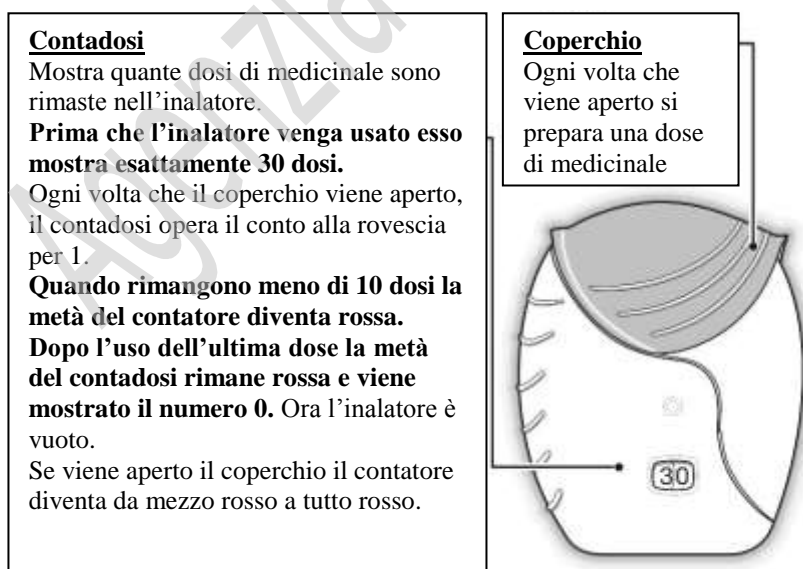 Contadosi
Mostra quante dosi di medicinale sono
rimaste nell’inalatore.
Prima che l’inalatore venga usato esso
mostra esattamente 30 dosi.
Ogni volta che il coperchio viene aperto,
il contadosi opera il conto alla rovescia
per 1.
Quando rimangono meno di 10 dosi la
metà del contatore diventa rossa.
Dopo l’uso dell’ultima dose la metà
del contadosi rimane rossa e viene
mostrato il numero 0. Ora l’inalatore è
vuoto.
Se viene aperto il coperchio il contatore
diventa da mezzo rosso a tutto rosso.
Coperchio
Ogni volta che
viene aperto si
prepara una dose
di medicinale
30
Agenzia